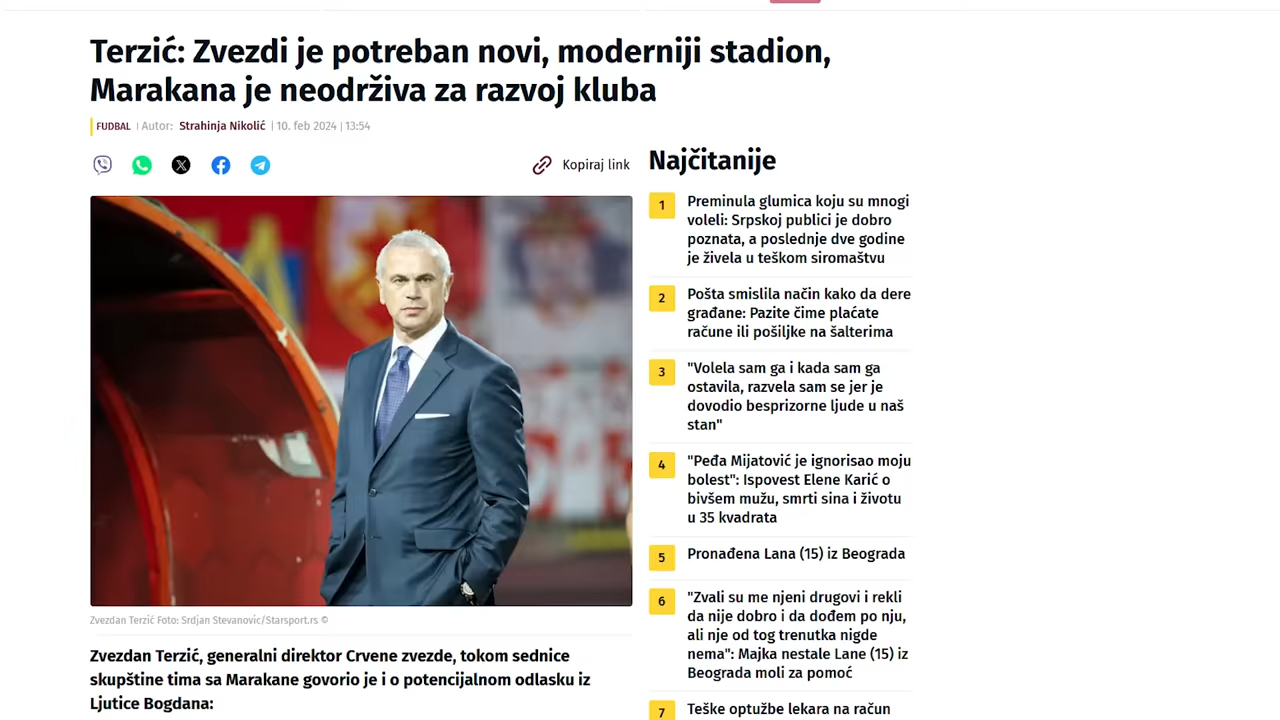 Terzić: Zvezdi je potreban novi, moderniji stadion,
Marakana je neodrživa za razvoj kluba
FUDBAL | Autor: Strahinja Nikolić | 10. feb 2024 | 13:54
Kopiraj link
Zvezdan Terzić Foto: Srdjan Stevanovic/Starsport.rs ©
Zvezdan Terzić, generalni direktor Crvene zvezde, tokom sednice
skupštine tima sa Marakane govorio je i o potencijalnom odlasku iz
Ljutice Bogdana:
Najčitanije
1
Preminula glumica koju su mnogi
voleli: Srpskoj publici je dobro
poznata, a poslednje dve godine
je živela u teškom siromaštvu
2
Pošta smislila način kako da dere
građane: Pazite čime plaćate
račune ili pošiljke na šalterima
3
"Volela sam ga i kada sam ga
ostavila, razvela sam se jer je
dovodio besprizorne ljude u naš
stan"
4
"Peđa Mijatović je ignorisao moju
bolest": Ispovest Elene Karić o
bivšem mužu, smrti sina i životu
u 35 kvadrata
5
Pronađena Lana (15) iz Beograda
6
"Zvali su me njeni drugovi i rekli
da nije dobro i da dođem po nju,
ali nje od tog trenutka nigde
nema": Majka nestale Lane (15) iz
Beograda moli za pomoć
7
Teške optužbe lekara na račun